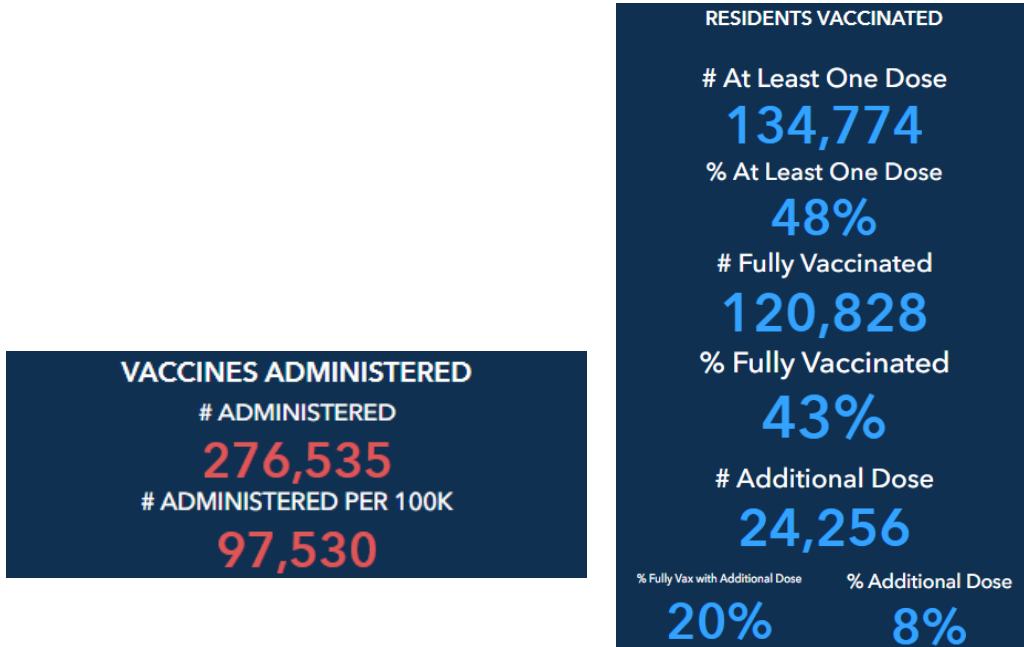 VACCINES ADMINISTERED
# ADMINISTERED
276,535
# ADMINISTERED PER 100K
97,530
RESIDENTS VACCINATED
# At Least One Dose
134,774
% At Least One Dose
48%
# Fully Vaccinated
120,828
% Fully Vaccinated
43%
# Additional Dose
24,256
% Fully Vax with Additional Dose
20%
% Additional Dose
8%